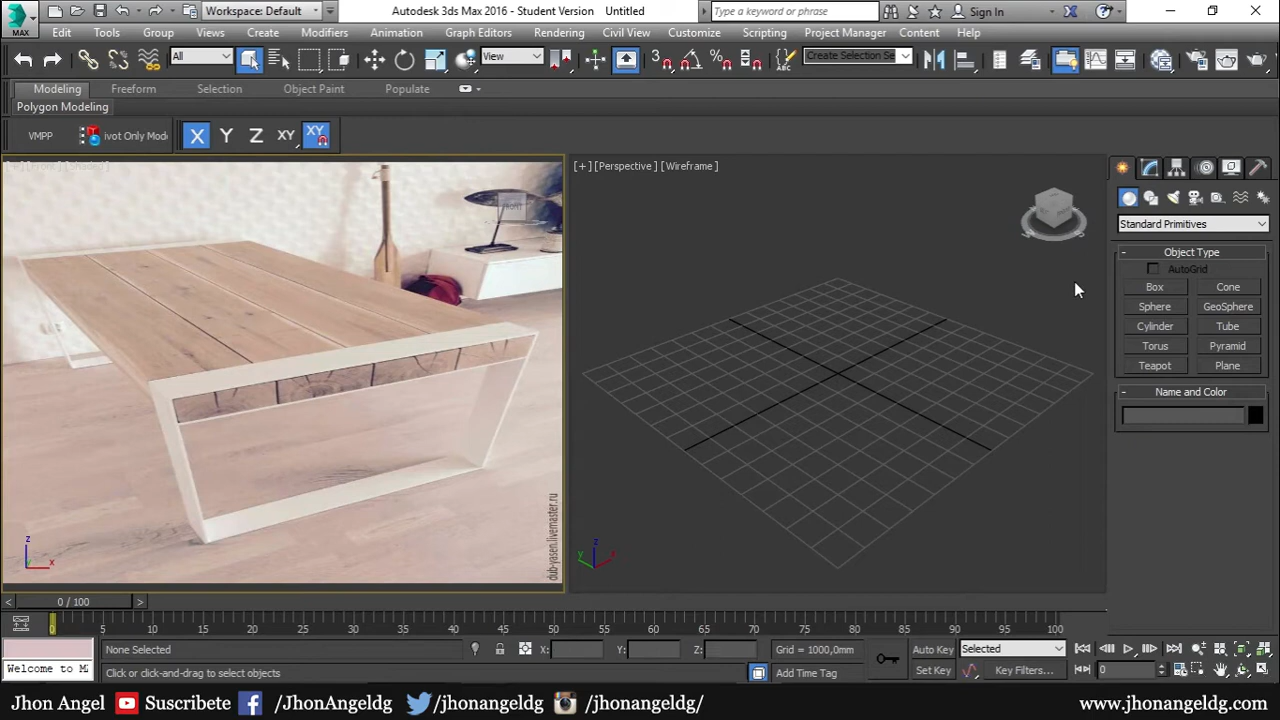 Workspace: Default
Autodesk 3ds Max 2016 - Student Version Untitled
Type a keyword or phrase
Sign In
MAX
Edit Tools Group Views Create Modifiers Animation Graph Editors Rendering Civil View Customize Scripting Project Manager Content Help
All
View
Create Selection Se
Modeling Freeform Selection Object Paint Populate
Polygon Modeling
VMPP ivot Only Mode X Y Z XY XY
[+] [Perspective] [Wireframe]
FRONT
Standard Primitives
- Object Type
AutoGrid
Box Cone
Sphere GeoSphere
Cylinder Tube
Torus Pyramid
Teapot Plane
- Name and Color
dub-yasen.livemaster.ru
z x
z y x
< 0 / 100 >
0 5 10 15 20 25 30 35 40 45 50 55 60 65 70 75 80 85 90 95 100
None Selected X: Y: Z: Grid = 1000,0mm Auto Key Selected
Welcome to M Click or click-and-drag to select objects Add Time Tag Set Key Key Filters... 0
Jhon Angel Suscribete /JhonAngeldg /jhonangeldg /jhonangeldg/ www.jhonangeldg.com